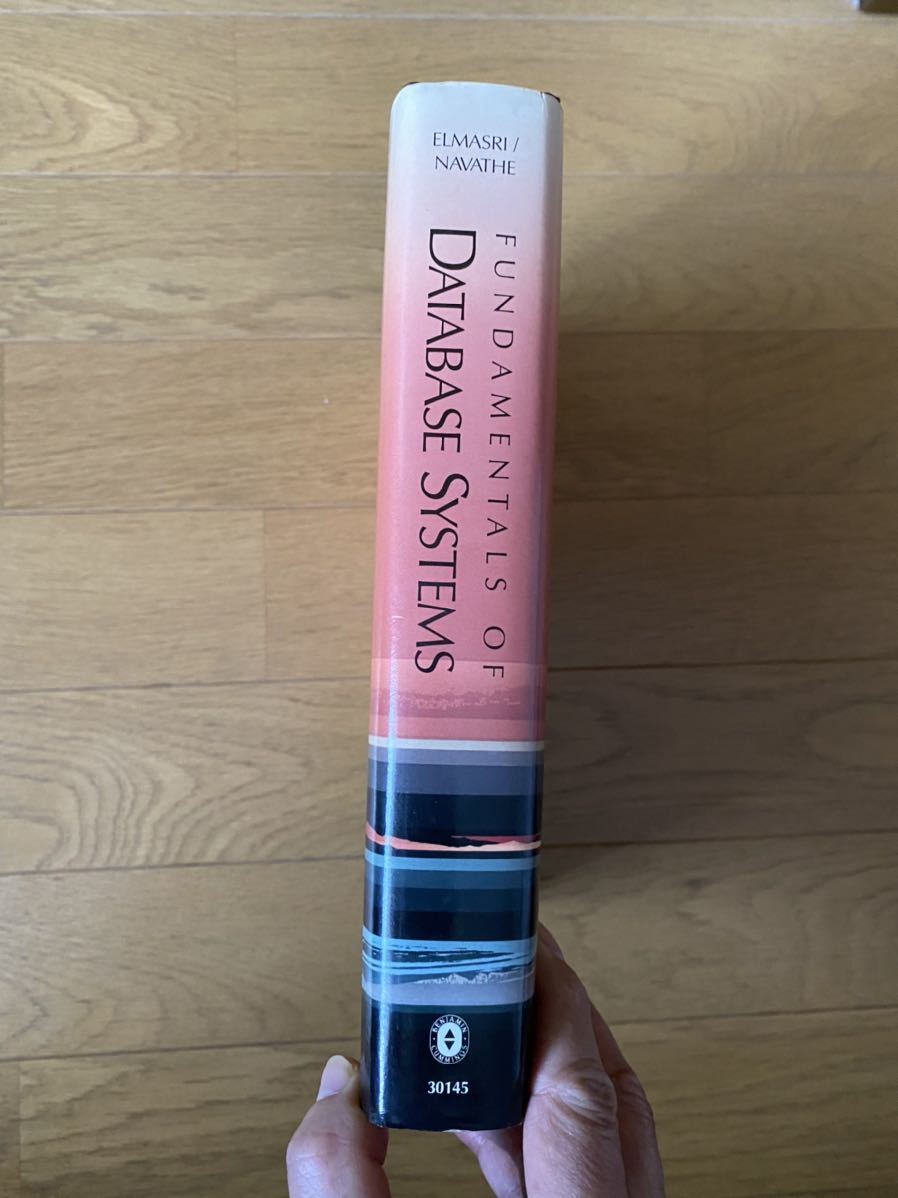 ELMASRI /
NAVATHE
FUNDAMENTALS OF
DATABASE SYSTEMS
BENJAMIN
CUMMINGS
30145